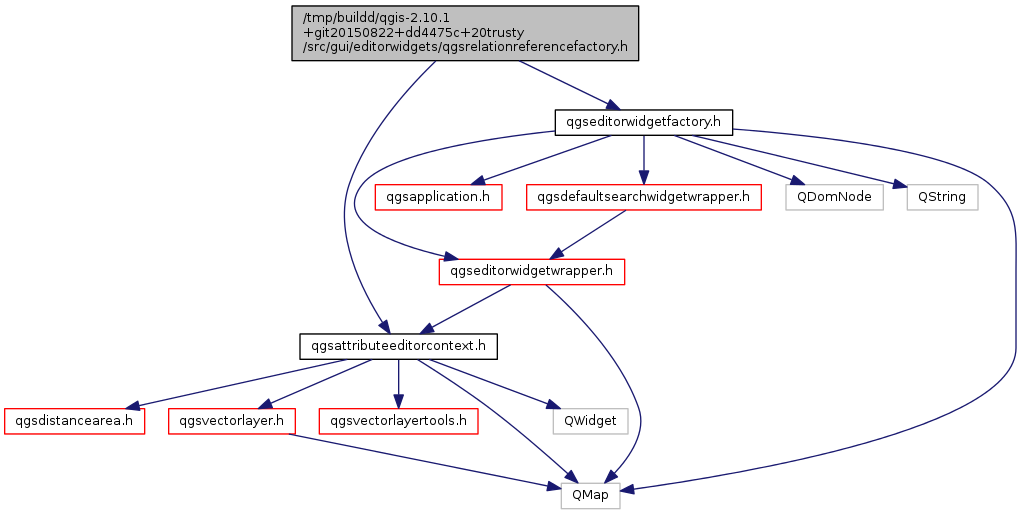 /tmp/buildd/qgis-2.10.1
+git20150822+dd4475c+20trusty
/src/gui/editorwidgets/qgsrelationreferencefactory.h
qgseditorwidgetfactory.h
qgsapplication.h
qgsdefaultsearchwidgetwrapper.h
QDomNode
QString
qgseditorwidgetwrapper.h
qgsattributeeditorcontext.h
qgsdistancearea.h
qgsvectorlayer.h
qgsvectorlayertools.h
QWidget
QMap